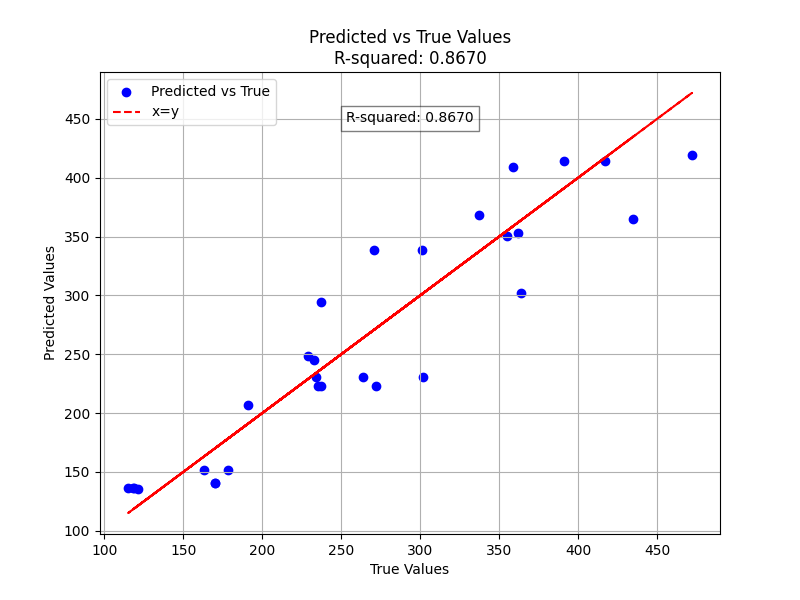 Predicted vs True Values
R-squared: 0.8670
Predicted vs True
x=y
R-squared: 0.8670
Predicted Values
450
400
350
300
250
200
150
100
100 150 200 250 300 350 400 450
True Values